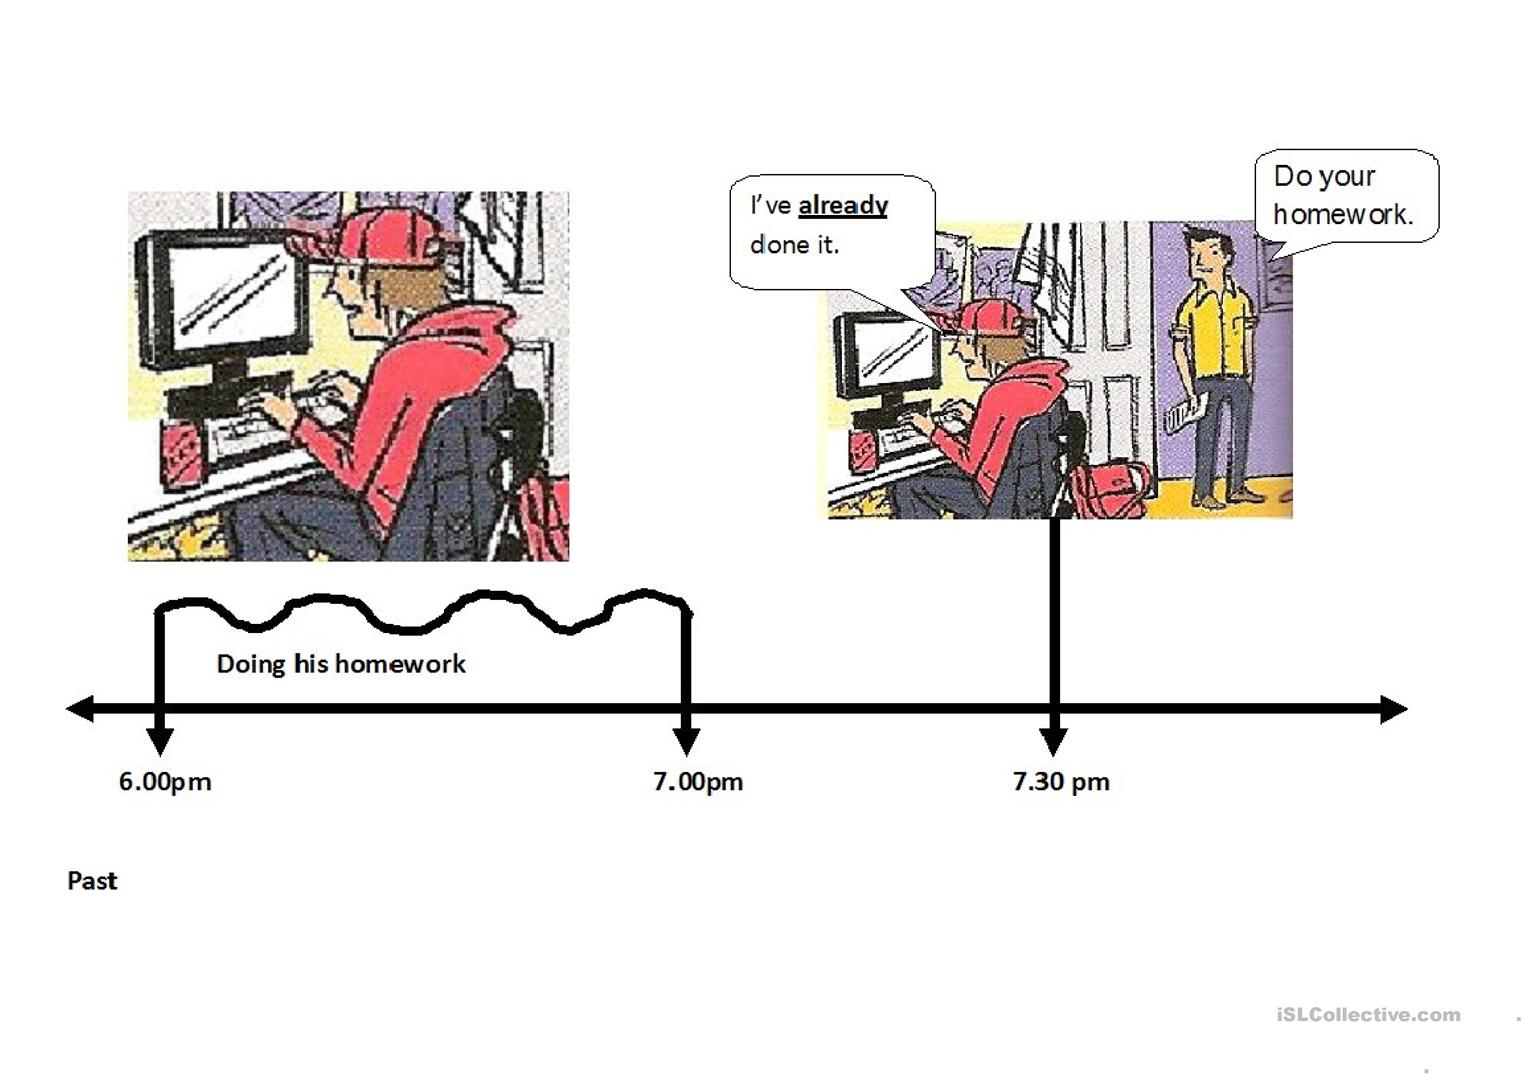 Do your
homework.
I've already
done it.
Doing his homework
6.00pm
7.00pm
7.30 pm
Past
iSLCollective.com